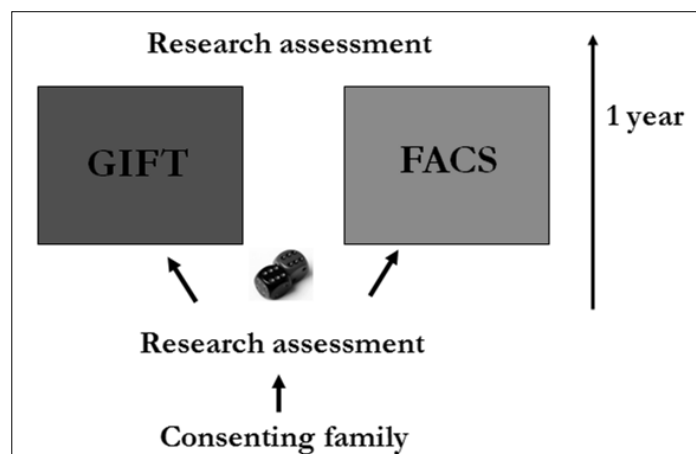 Research assessment
GIFT
FACS
1 year
Research assessment
Consenting family